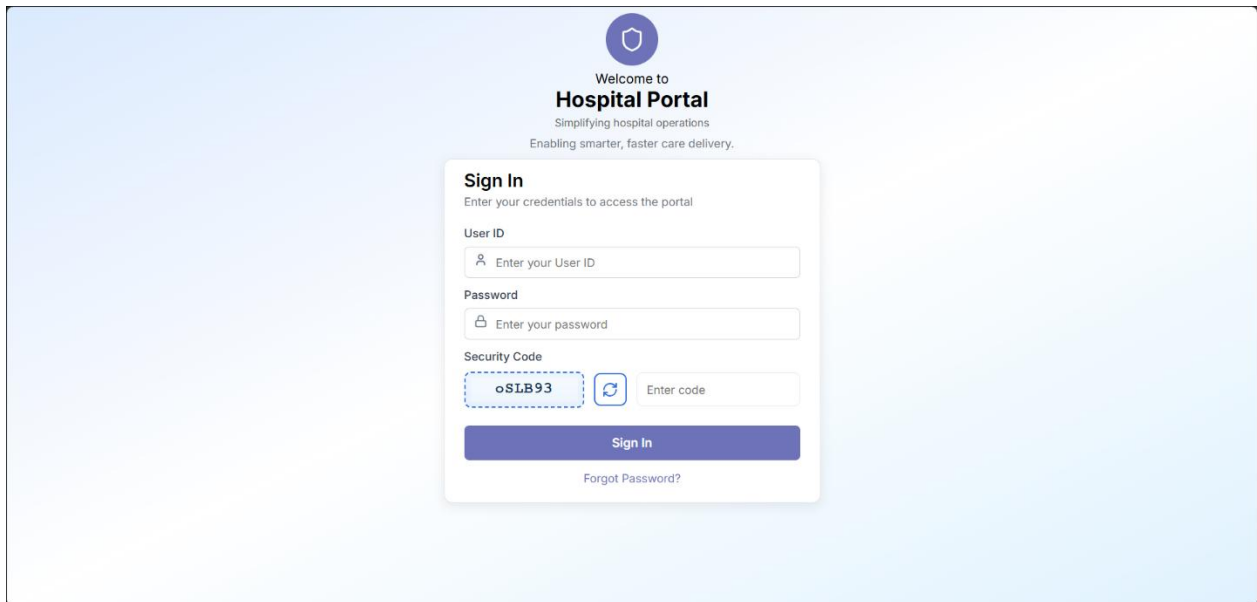 Welcome to
Hospital Portal
Simplifying hospital operations
Enabling smarter, faster care delivery.
Sign In
Enter your credentials to access the portal
User ID
Enter your User ID
Password
Enter your password
Security Code
oSLB93 Enter code
Sign In
Forgot Password?